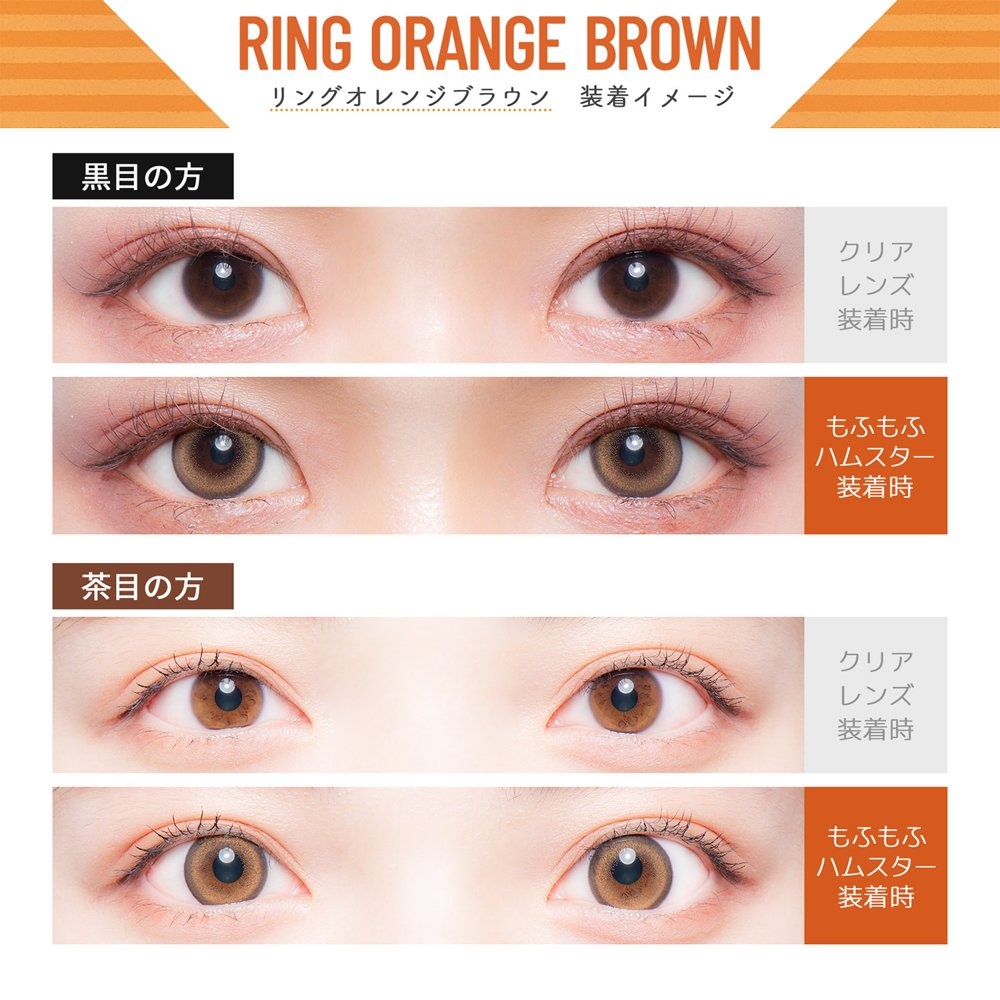 RING ORANGE BROWN
リングオレンジブラウン 装着イメージ
黒目の方
クリア
レンズ
装着時
もふもふ
ハムスター
装着時
茶目の方
クリア
レンズ
装着時
もふもふ
ハムスター
装着時